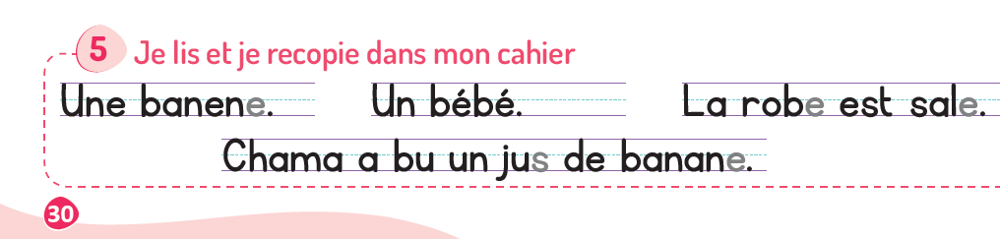 5 Je lis et je recopie dans mon cahier
Une banene. Un bébé. La robe est sale.
Chama a bu un jus de banane.
30